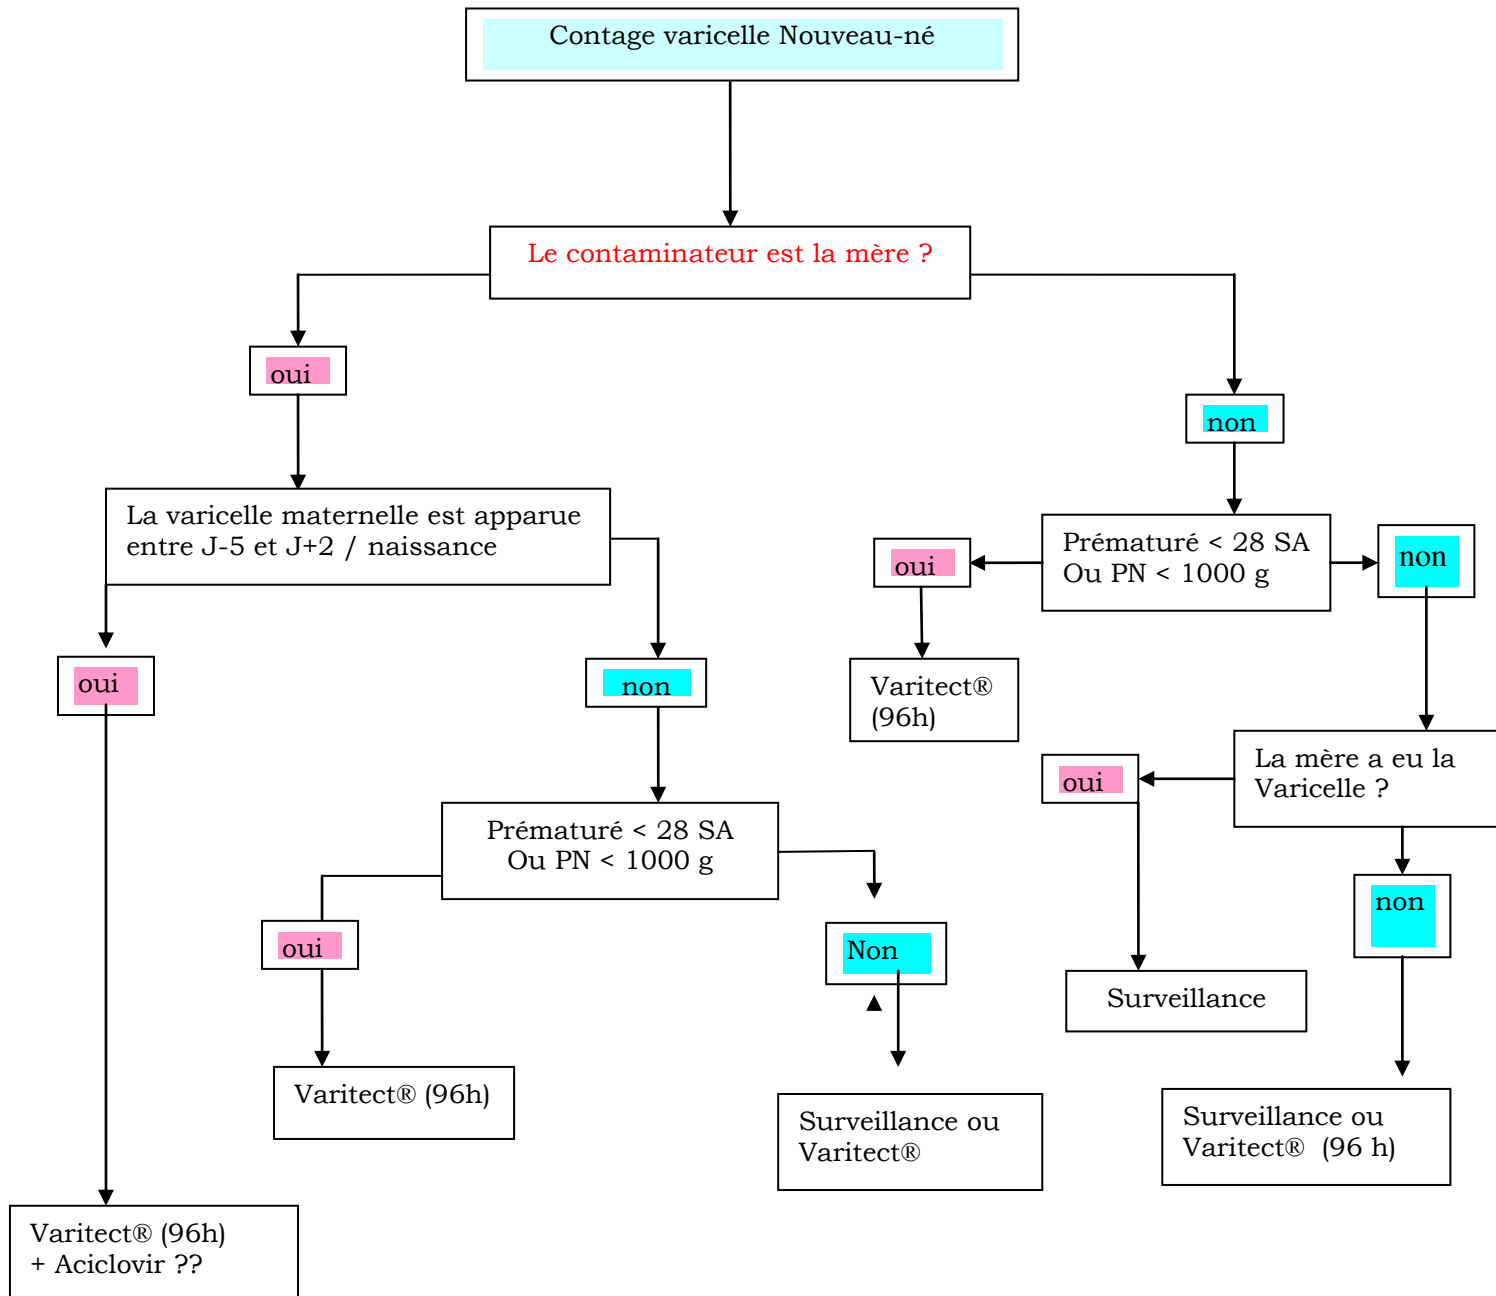 Contage varicelle Nouveau-né
Le contaminateur est la mère ?
oui
non
La varicelle maternelle est apparue
entre J-5 et J+2 / naissance
Prématuré < 28 SA
Ou PN < 1000 g
oui
non
oui
non
Varitect®
(96h)
La mère a eu la
Varicelle ?
oui
Prématuré < 28 SA
Ou PN < 1000 g
non
oui
Non
Surveillance
Varitect® (96h)
Surveillance ou
Varitect®
Surveillance ou
Varitect® (96 h)
Varitect® (96h)
+ Aciclovir ??